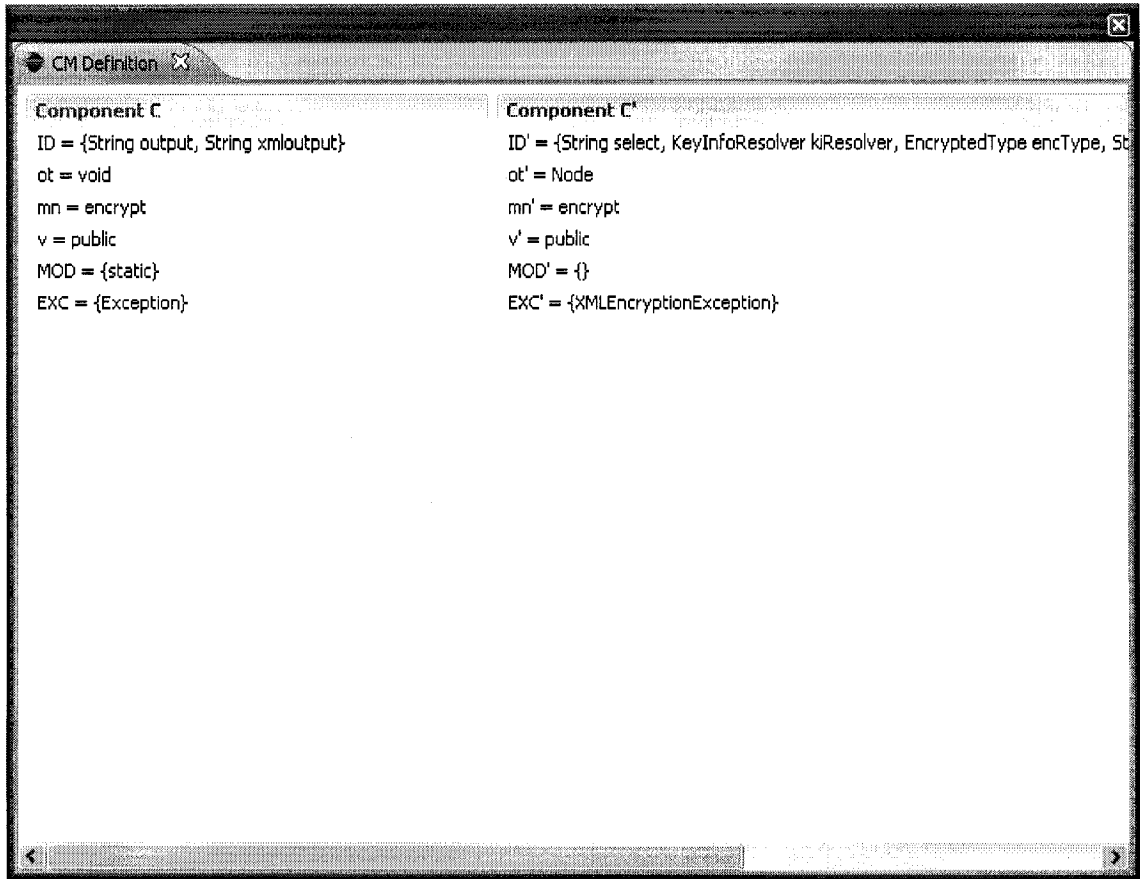 CM Definition
Component C
Component C'
ID = {String output, String xmloutput}
ID' = {String select, KeyInfoResolver kiResolver, EncryptedType encType, St
ot = void
ot' = Node
mn = encrypt
mn' = encrypt
v = public
v' = public
MOD = {static}
MOD' = {}
EXC = {Exception}
EXC' = {XMLEncryptionException}